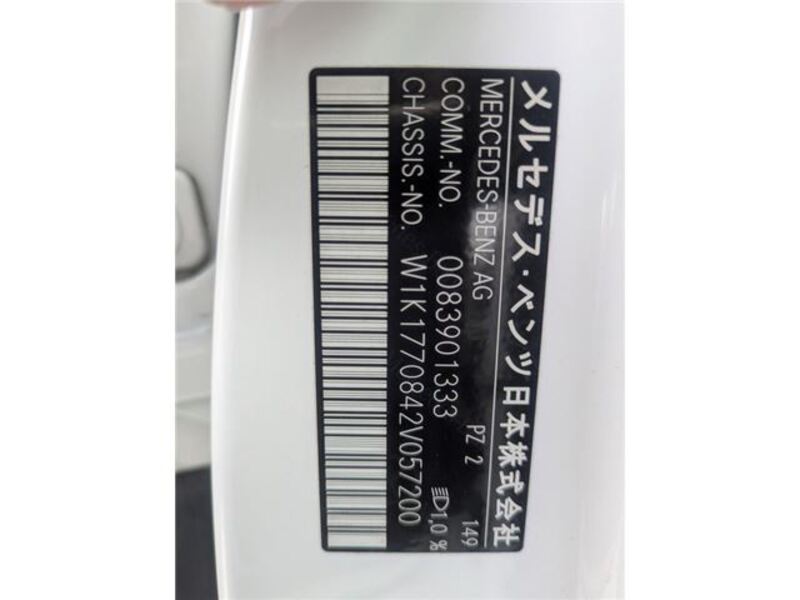 メルセデス・ベンツ日本株式会社
MERCEDES-BENZ AG PZ 2 149
COMM.-NO. 0083901333 1,0 %
CHASSIS.-NO. W1K1770842V057200